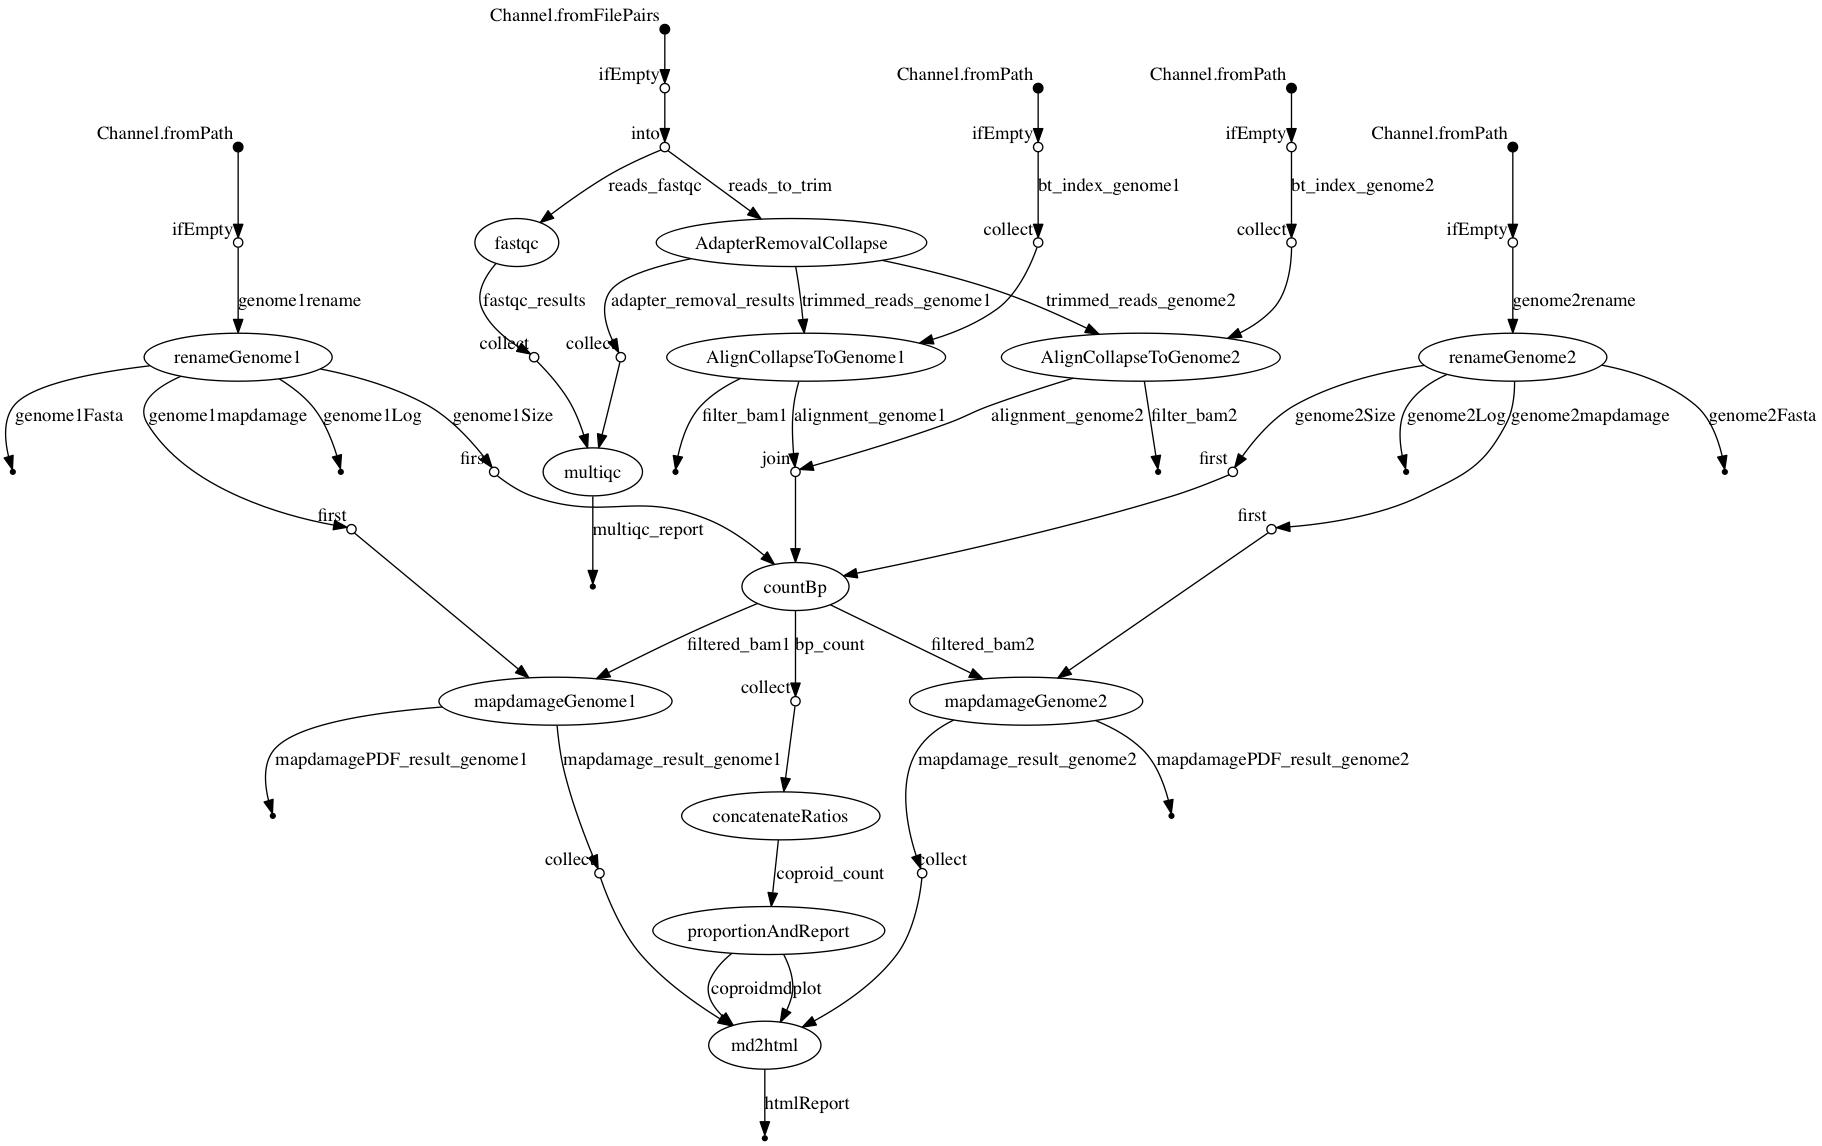 Channel.fromFilePairs
ifEmpty
Channel.fromPath
Channel.fromPath
Channel.fromPath
into
ifEmpty
ifEmpty
Channel.fromPath
reads_fastqc
reads_to_trim
bt_index_genome1
bt_index_genome2
ifEmpty
fastqc
AdapterRemovalCollapse
collect
collect
ifEmpty
genome1rename
fastqc_results
adapter_removal_results
trimmed_reads_genome1
trimmed_reads_genome2
genome2rename
renameGenome1
collect
collect
AlignCollapseToGenome1
AlignCollapseToGenome2
renameGenome2
genome1Fasta
genome1mapdamage
genome1Log
genome1Size
filter_bam1
alignment_genome1
alignment_genome2
filter_bam2
genome2Size
genome2Log
genome2mapdamage
genome2Fasta
first
multiqc
join
first
first
multiqc_report
first
countBp
filtered_bam1
bp_count
filtered_bam2
mapdamageGenome1
collect
mapdamageGenome2
mapdamagePDF_result_genome1
mapdamage_result_genome1
mapdamage_result_genome2
mapdamagePDF_result_genome2
concatenateRatios
collect
coproid_count
collect
proportionAndReport
coproidmd
plot
md2html
htmlReport